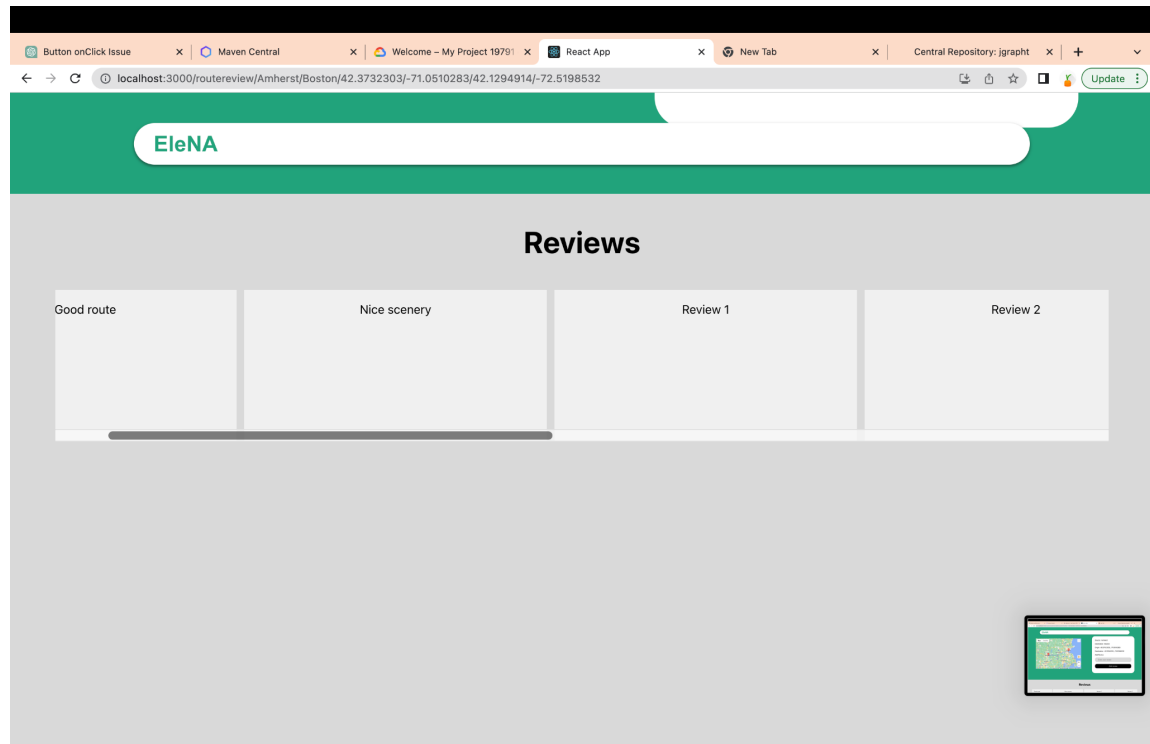 Button onClick Issue
Maven Central
Welcome – My Project 19791
React App
New Tab
Central Repository: jgrapht
localhost:3000/routereview/Amherst/Boston/42.3732303/-71.0510283/42.1294914/-72.5198532
Update
EleNA
Reviews
Good route
Nice scenery
Review 1
Review 2